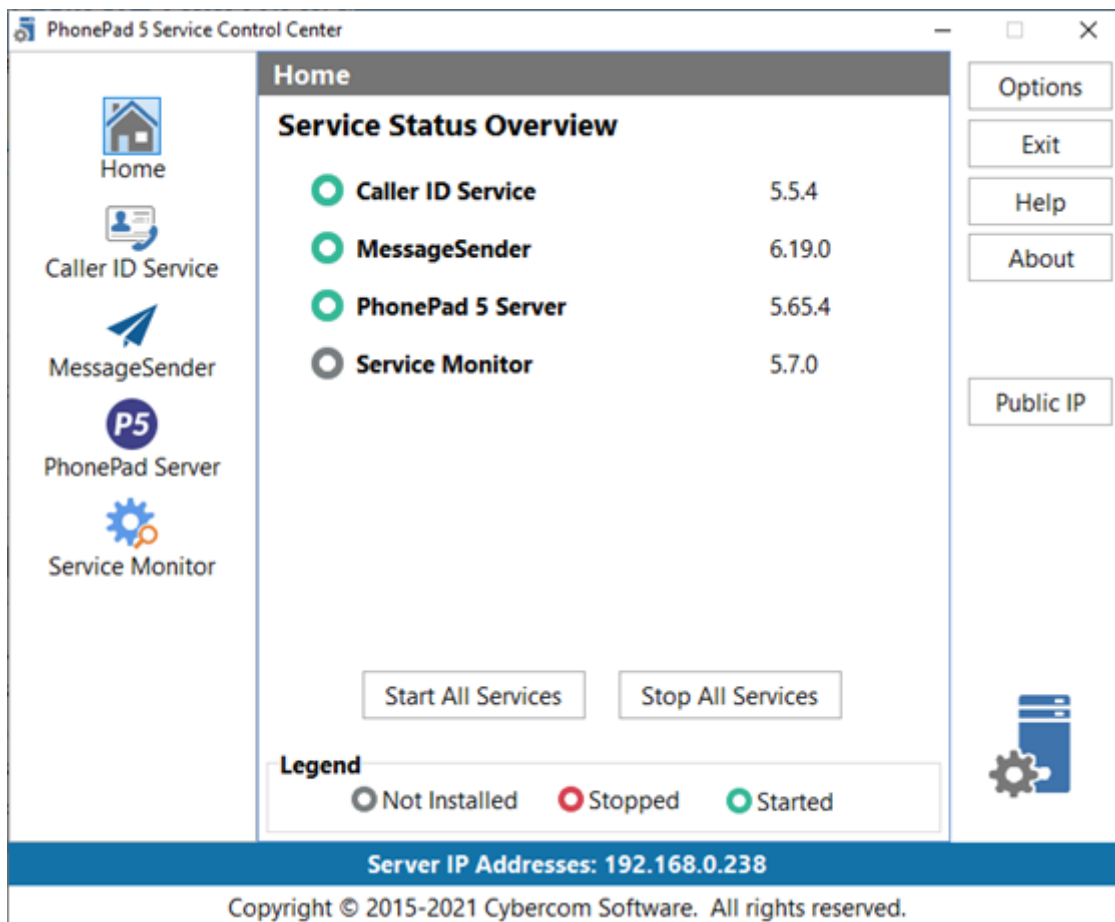 PhonePad 5 Service Control Center
Home
Caller ID Service
MessageSender
P5
PhonePad Server
Service Monitor
Home
Service Status Overview
Caller ID Service 5.5.4
MessageSender 6.19.0
PhonePad 5 Server 5.65.4
Service Monitor 5.7.0
Start All Services Stop All Services
Legend
Not Installed Stopped Started
Options
Exit
Help
About
Public IP
Server IP Addresses: 192.168.0.238
Copyright © 2015-2021 Cybercom Software. All rights reserved.